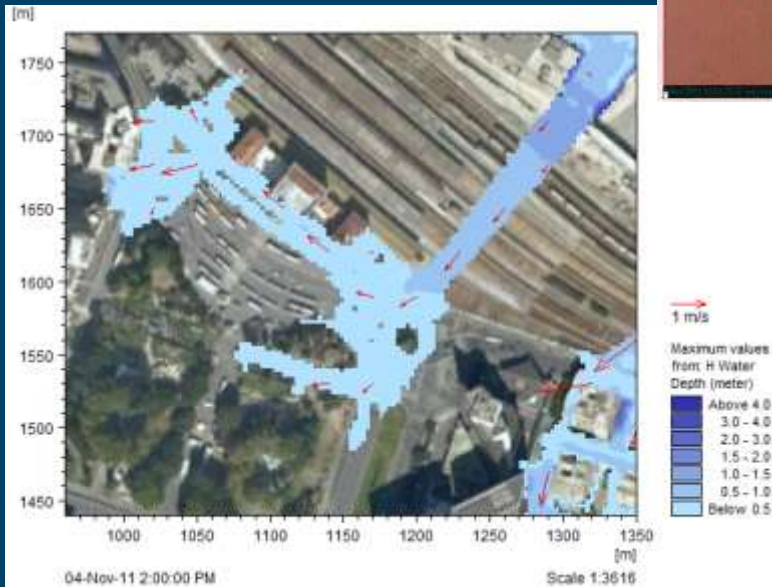 [m]
1750
1700
1650
1600
1550
1500
1450
1000 1050 1100 1150 1200 1250 1300 1350
[m]
04-Nov-11 2:00:00 PM Scale 1:3616
1 m/s
Maximum values
from: H Water
Depth (meter)
Above 4.0
3.0 - 4.0
2.0 - 3.0
1.5 - 2.0
1.0 - 1.5
0.5 - 1.0
Below 0.5